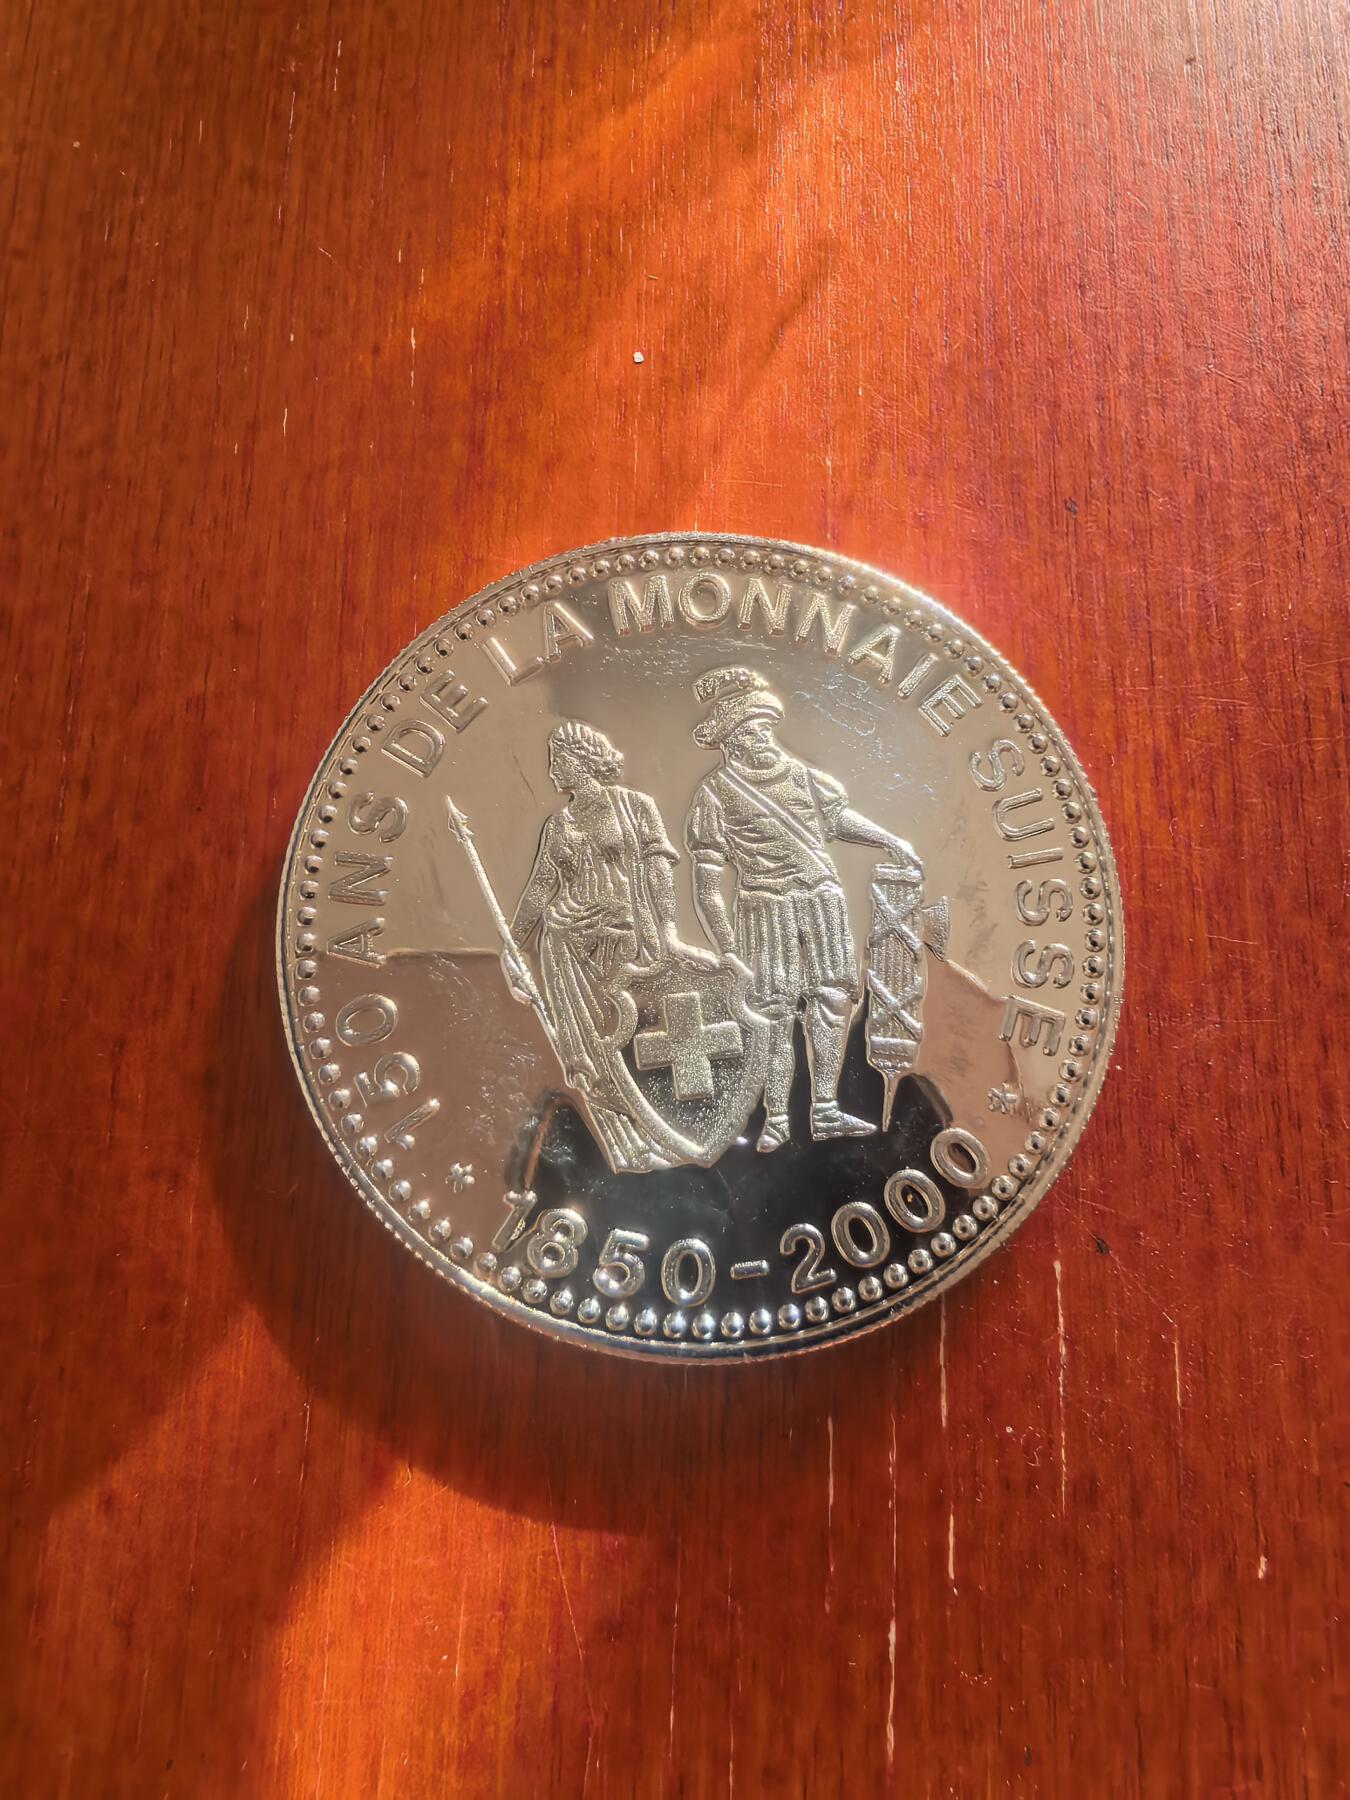 150 ANS DE LA MONNAIE SUISSE
* 1850-2000 *